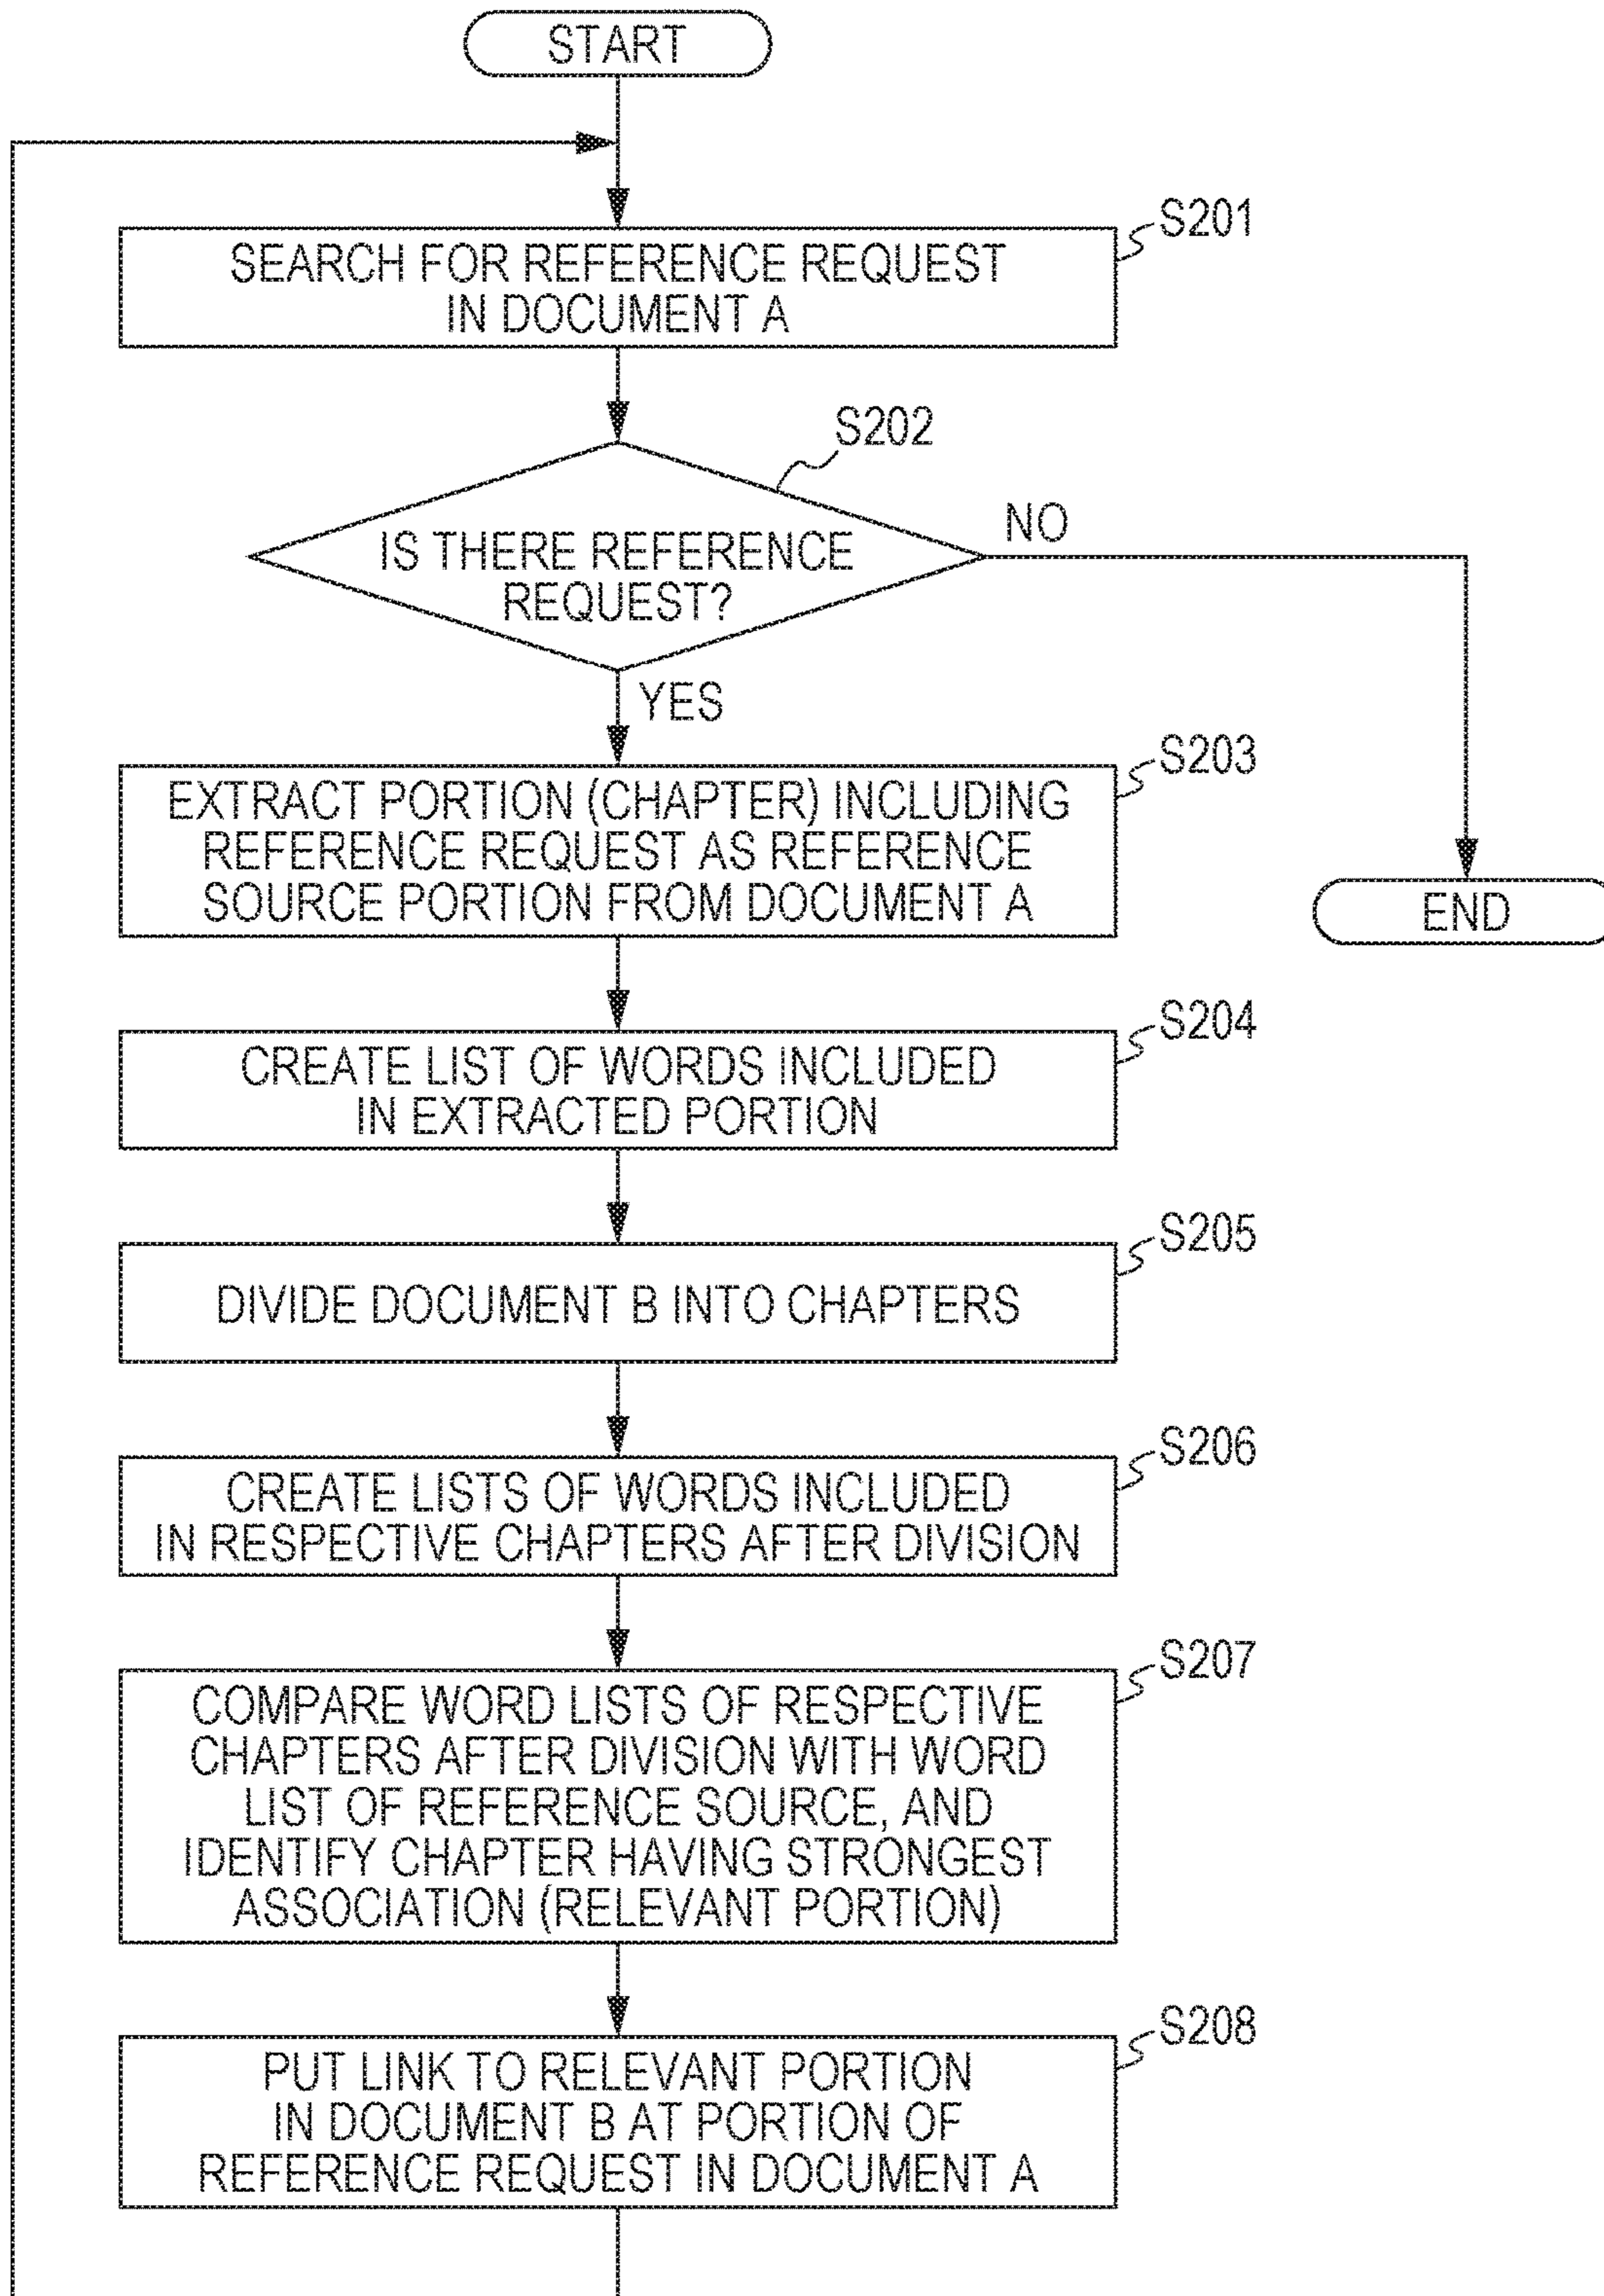 START
S201
SEARCH FOR REFERENCE REQUEST
IN DOCUMENT A
S202
IS THERE REFERENCE
REQUEST?
NO
YES
S203
EXTRACT PORTION (CHAPTER) INCLUDING
REFERENCE REQUEST AS REFERENCE
SOURCE PORTION FROM DOCUMENT A
END
S204
CREATE LIST OF WORDS INCLUDED
IN EXTRACTED PORTION
S205
DIVIDE DOCUMENT B INTO CHAPTERS
S206
CREATE LISTS OF WORDS INCLUDED
IN RESPECTIVE CHAPTERS AFTER DIVISION
S207
COMPARE WORD LISTS OF RESPECTIVE
CHAPTERS AFTER DIVISION WITH WORD
LIST OF REFERENCE SOURCE, AND
IDENTIFY CHAPTER HAVING STRONGEST
ASSOCIATION (RELEVANT PORTION)
S208
PUT LINK TO RELEVANT PORTION
IN DOCUMENT B AT PORTION OF
REFERENCE REQUEST IN DOCUMENT A